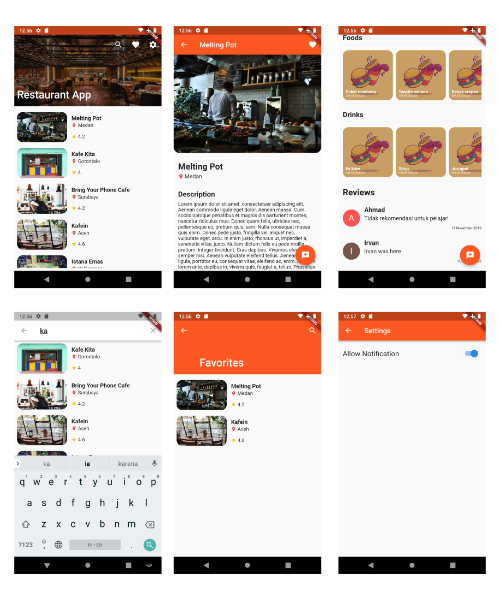 12.56
Restaurant App
Melting Pot
Medan
4.2
Kafe Kita
Gorontalo
4
Bring Your Phone Cafe
Surabaya
4.2
Kafein
Aceh
4.6
Istana Emas
12.56
Melting Pot
Melting Pot
Medan
Description
Lorem ipsum dolor sit amet, consectetuer adipiscing elit.
Aenean commodo ligula eget dolor. Aenean massa. Cum
sociis natoque penatibus et magnis dis parturient montes,
nascetur ridiculus mus. Donec quam felis, ultricies nec,
pellentesque eu, pretium quis, sem. Nulla consequat massa
quis enim. Donec pede justo, fringilla vel, aliquet nec,
vulputate eget, arcu. In enim justo, rhoncus ut, imperdiet a,
venenatis vitae, justo. Nullam dictum felis eu pede mollis
pretium. Integer tincidunt. Cras dapibus. Vivamus elementum
semper nisi. Aenean vulputate eleifend tellus. Aenean leo
ligula, porttitor eu, consequat vitae, eleifend ac, enim. Aliquam
lorem ante, dapibus in, viverra quis, feugiat a, tellus. Phasellus
12.56
Foods
Drinks
Reviews
A
Ahmad
Tidak rekomendasi untuk pelajar!
13 November 2019
I
Irvan
Irvan was here
12.56
ka
Kafe Kita
Gorontalo
4
Bring Your Phone Cafe
Surabaya
4.2
Kafein
Aceh
4.6
ka
ia
karena
q w e r t y u i o p
a s d f g h j k l
z x c v b n m
?123
IN • EN
.
12.56
Favorites
Melting Pot
Medan
4.2
Kafein
Aceh
4.6
12.57
Settings
Allow Notification